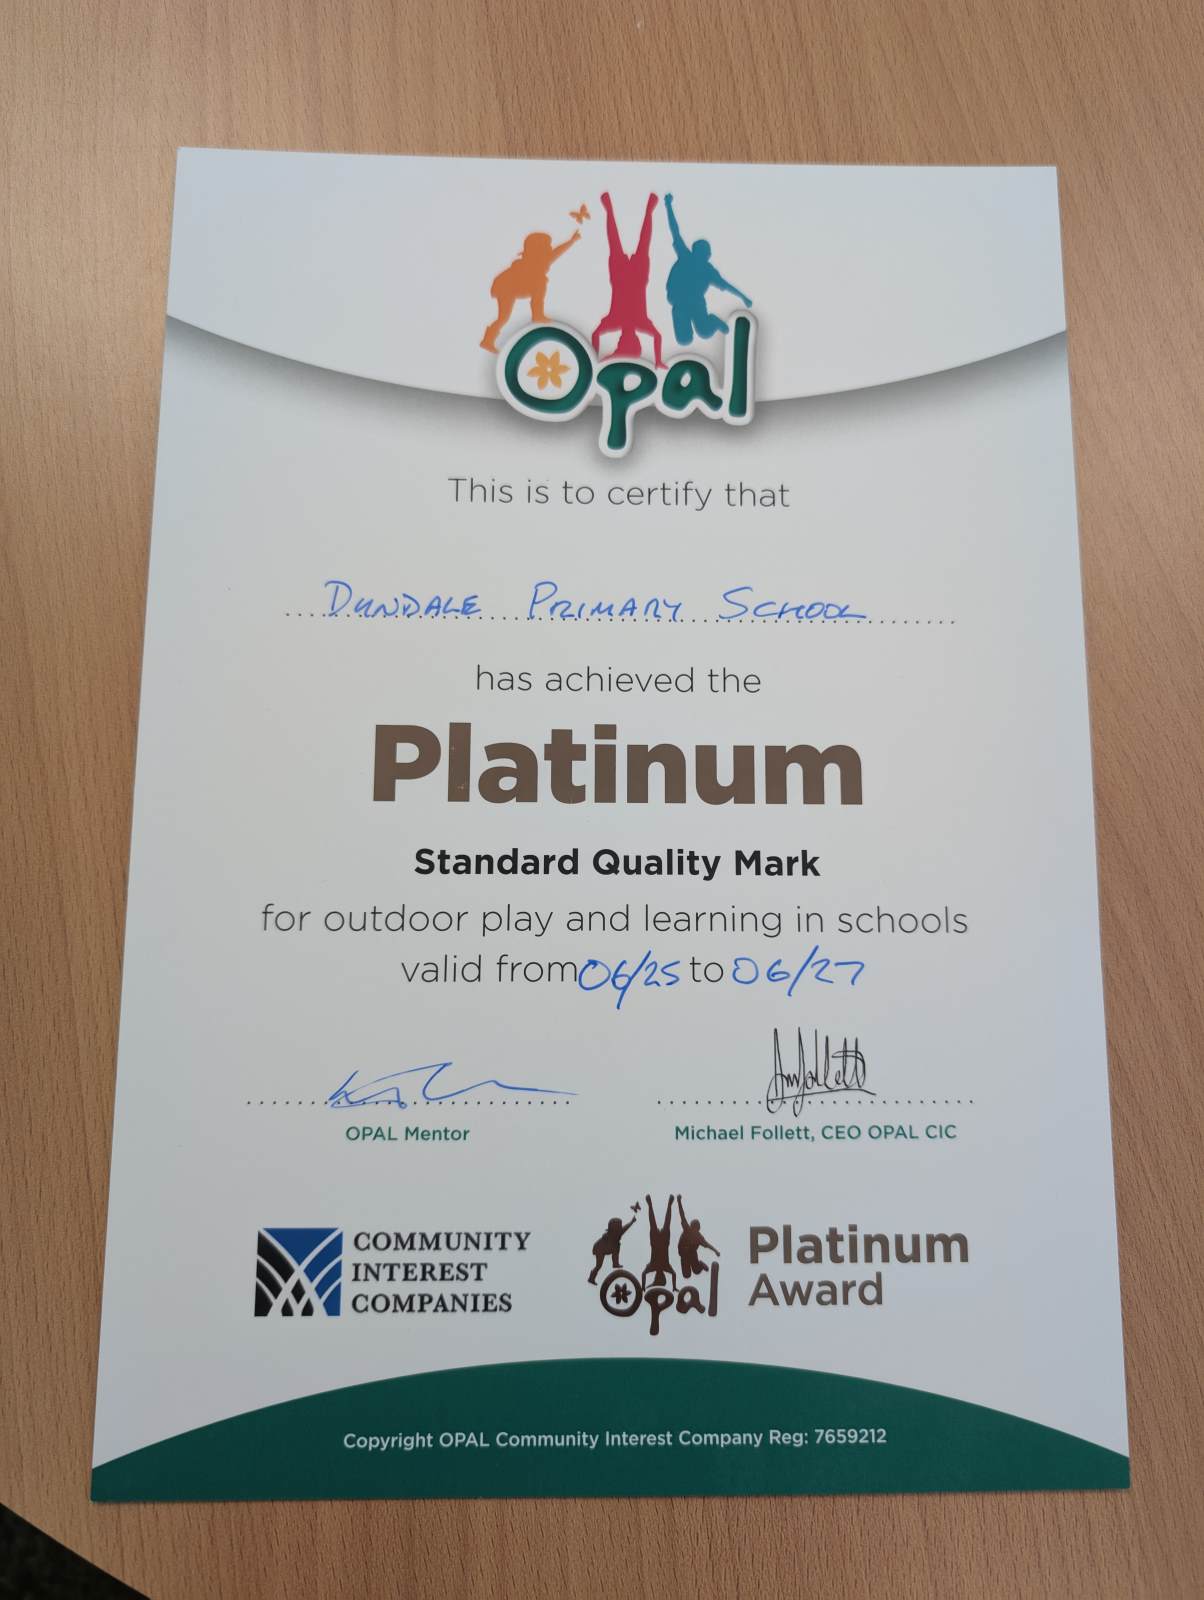 Opal
This is to certify that
DUNDALE PRIMARY SCHOOL
has achieved the
Platinum
Standard Quality Mark
for outdoor play and learning in schools
valid from 06/25 to 06/27
OPAL Mentor
Michael Follett, CEO OPAL CIC
COMMUNITY
INTEREST
COMPANIES
Opal
Platinum
Award
Copyright OPAL Community Interest Company Reg: 7659212